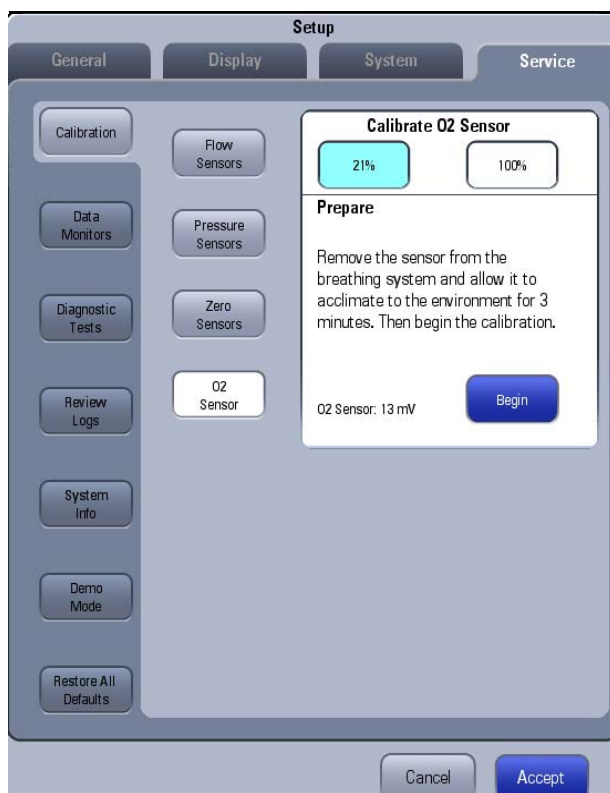 Setup
General
Display
System
Service
Calibration
Data
Monitors
Diagnostic
Tests
Review
Logs
System
Info
Demo
Mode
Restore All
Defaults
Flow
Sensors
Pressure
Sensors
Zero
Sensors
O2
Sensor
Calibrate O2 Sensor
21%
100%
Prepare
Remove the sensor from the
breathing system and allow it to
acclimate to the environment for 3
minutes. Then begin the calibration.
O2 Sensor: 13 mV
Begin
Cancel
Accept